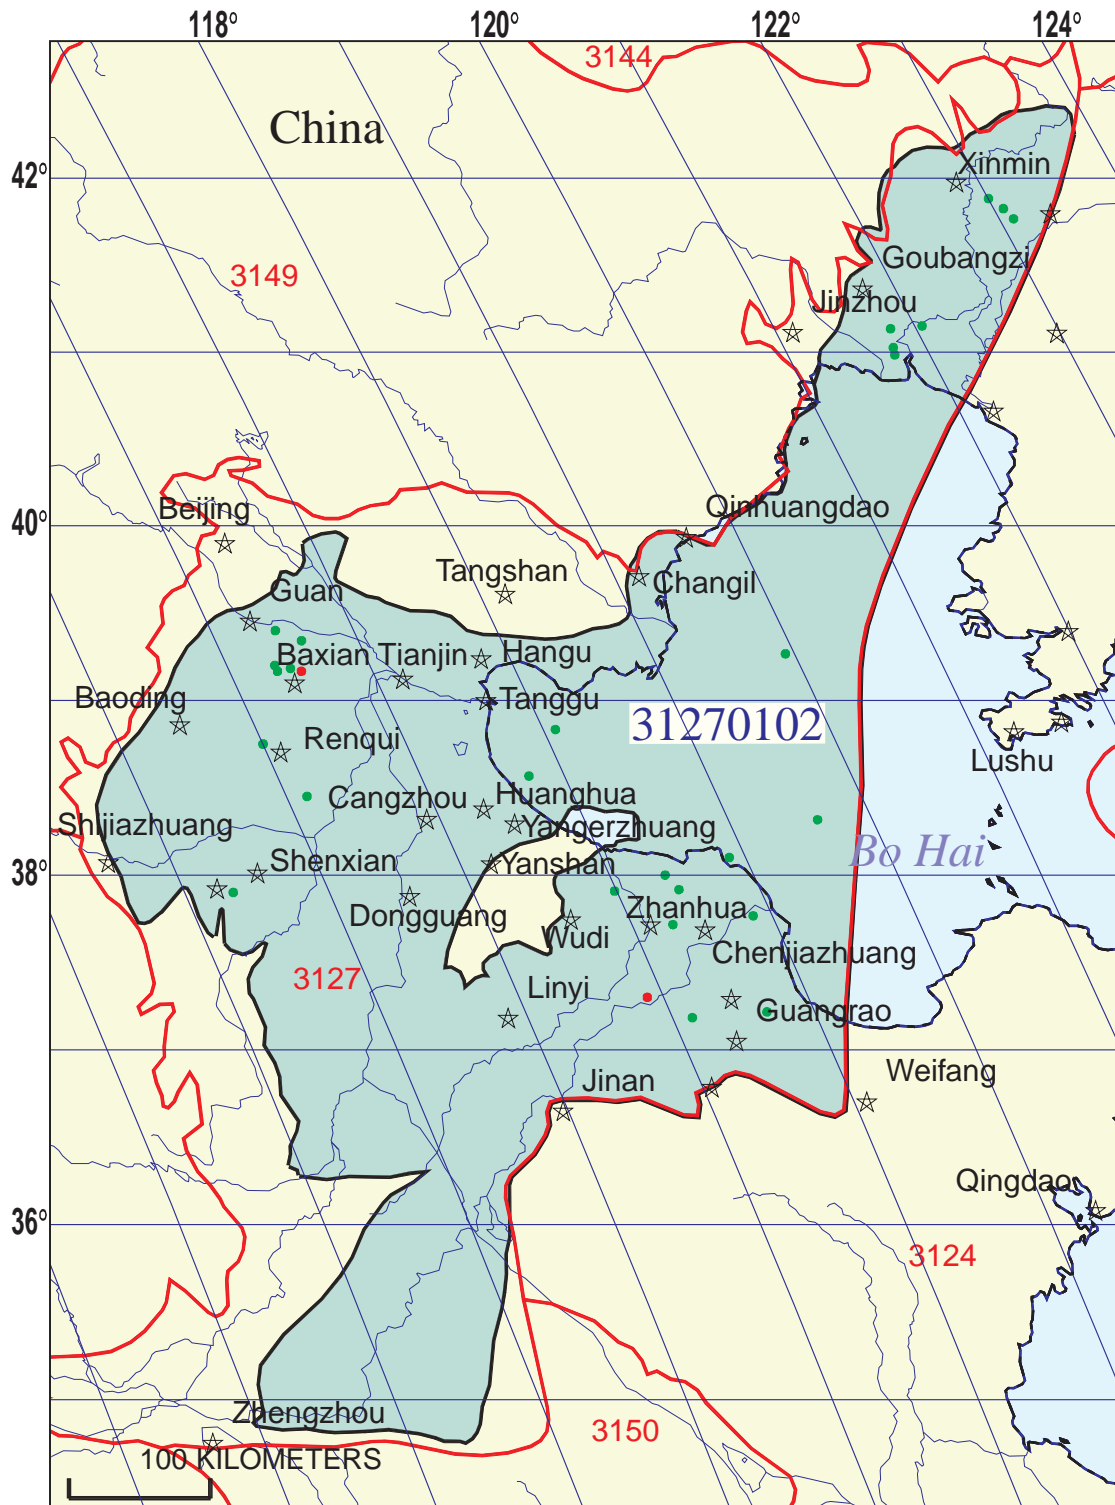 118° 120° 122° 124°
3144
China
42°
Xinmin
Goubangzi
3149
Jinzhou
Qinhuangdao
Beijing
40°
Tangshan
Changil
Guan
Hangu
Baxian Tianjin
Baoding
Tanggu
31270102
Renqui
Lushu
Cangzhou
Huanghua
Shijiazhuang
Yangerzhuang
Bo Hai
Shenxian
Yanshan
38°
Dongguang
Zhanhua
Wudi
Chenjiazhuang
3127
Linyi
Guangrao
Jinan
Weifang
Qingdao
36°
3124
Zhengzhou
3150
100 KILOMETERS